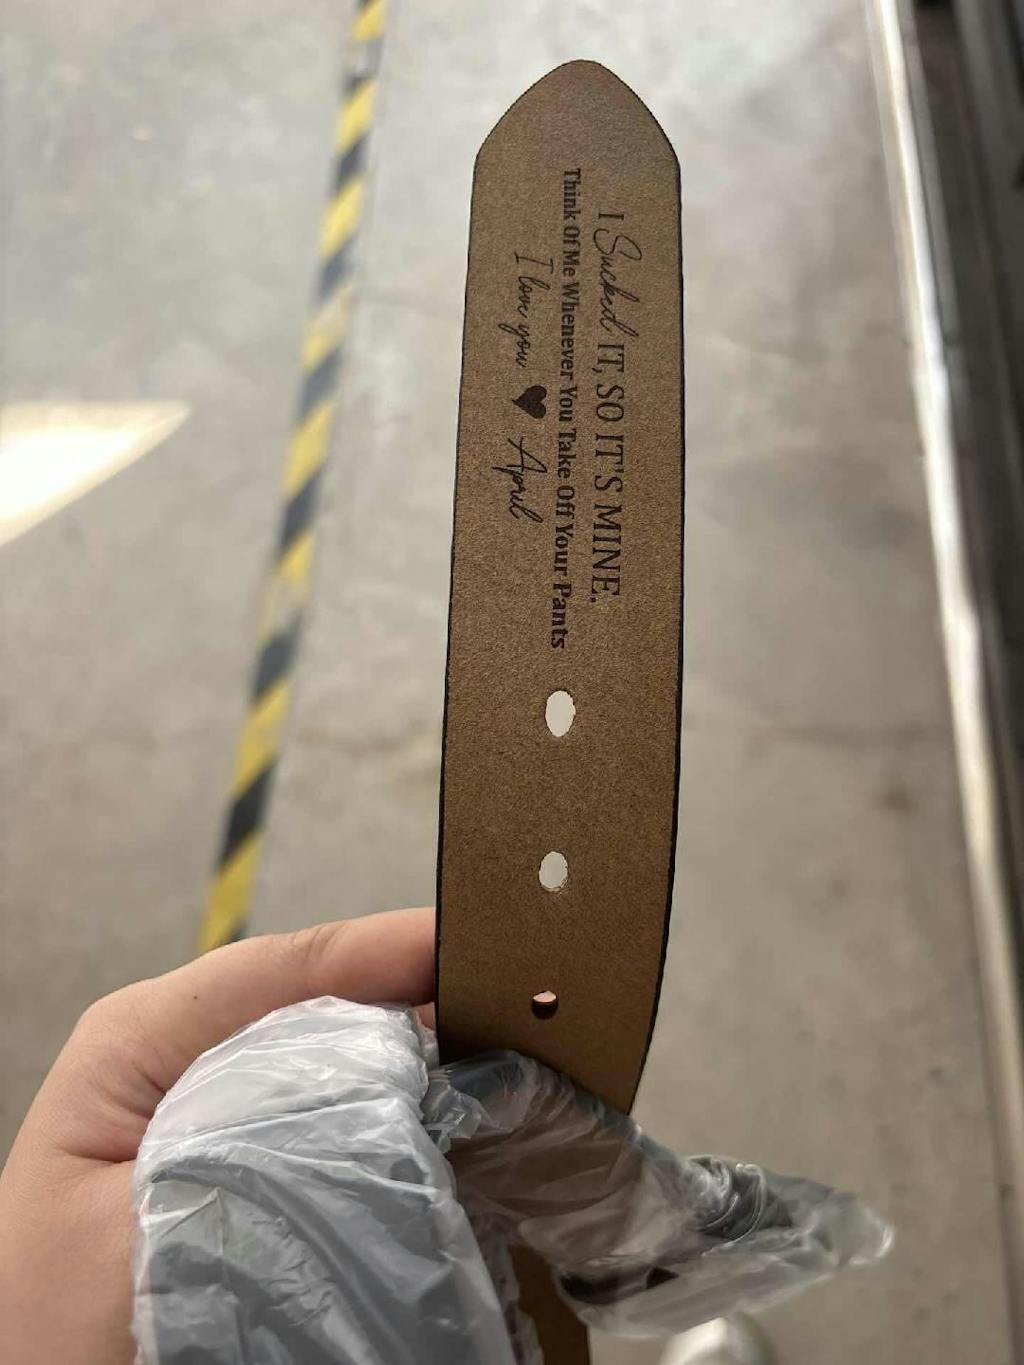 I Sucked IT, SO IT'S MINE.
Think Of Me Whenever You Take Off Your Pants
I love you ♥ April